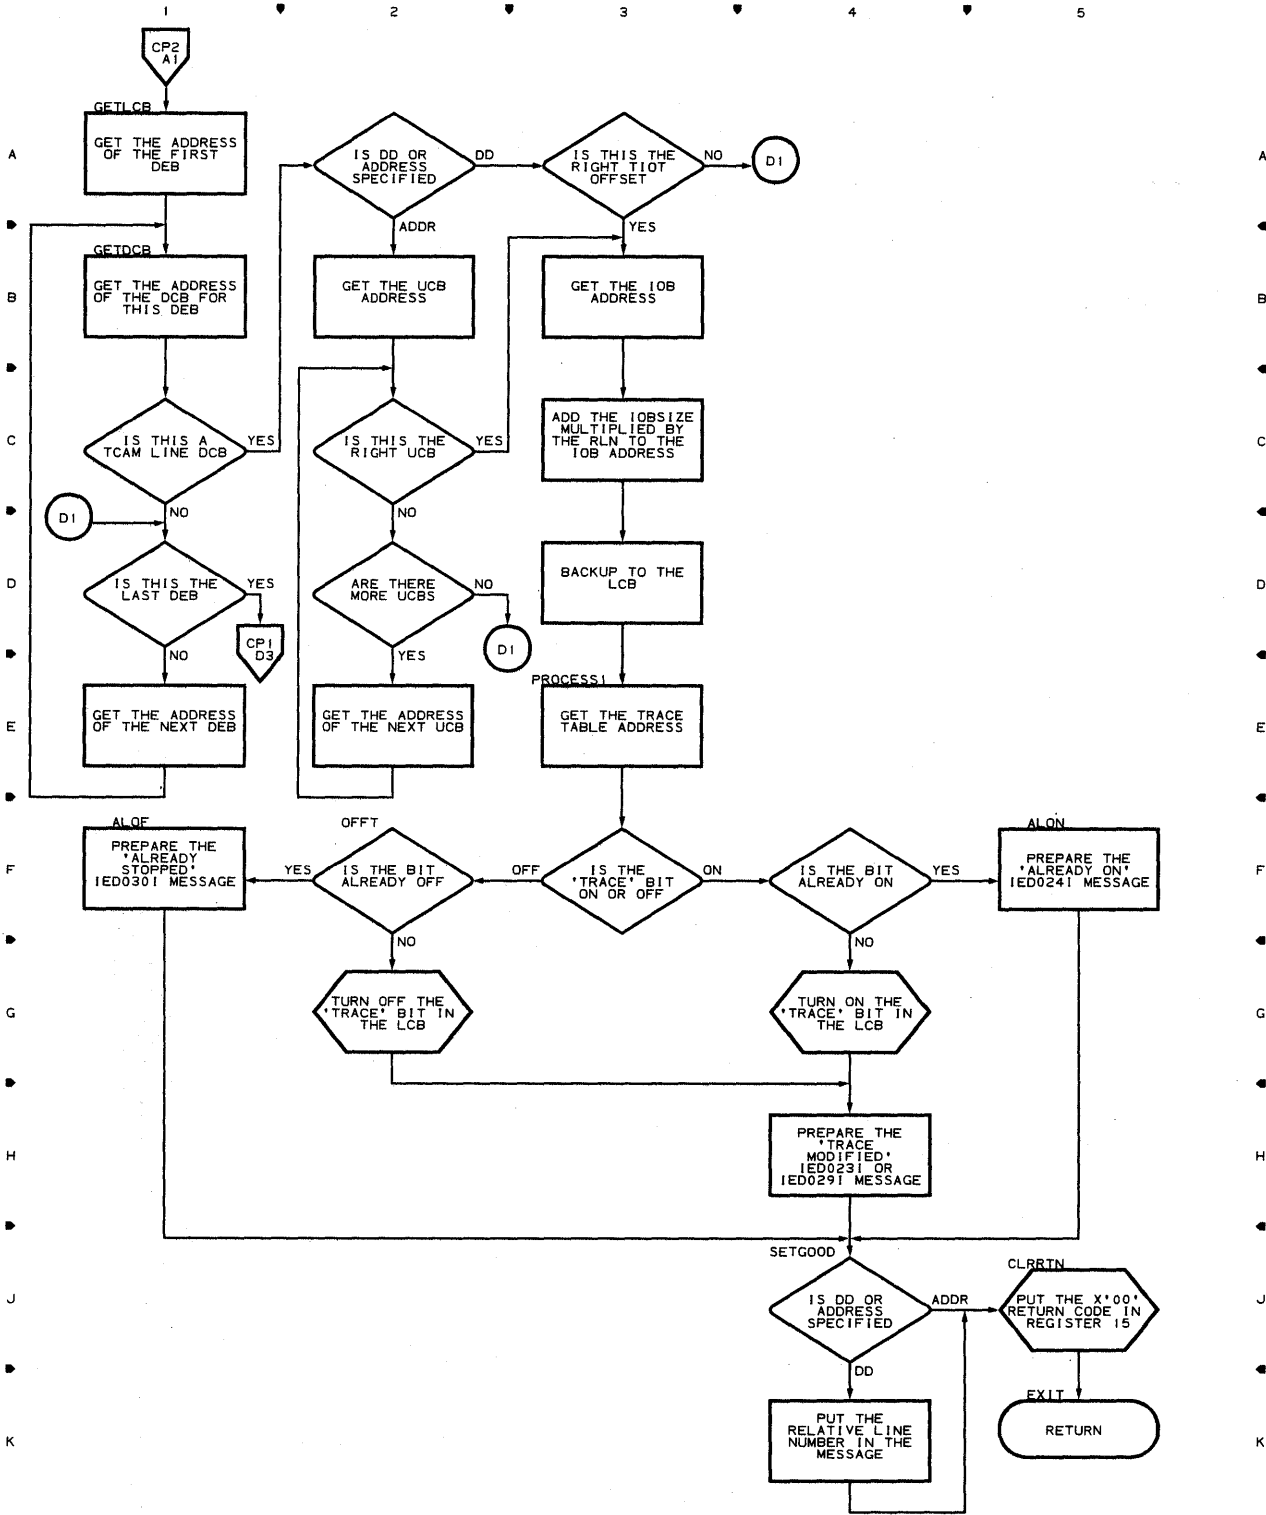 1 2 3 4 5
CP2
A1
GETLCB
GET THE ADDRESS
OF THE FIRST
DEB
A
IS DD OR
ADDRESS
SPECIFIED
DD
ADDR
IS THIS THE
RIGHT TIOT
OFFSET
NO
YES
D1
A
GETDCB
GET THE ADDRESS
OF THE DCB FOR
THIS DEB
B
GET THE UCB
ADDRESS
GET THE IOB
ADDRESS
B
C
IS THIS A
TCAM LINE DCB
YES
NO
IS THIS THE
RIGHT UCB
YES
NO
ADD THE IOBSIZE
MULTIPLIED BY
THE RLN TO THE
IOB ADDRESS
C
D1
D
IS THIS THE
LAST DEB
YES
NO
CP1
D3
ARE THERE
MORE UCBS
NO
YES
D1
BACKUP TO THE
LCB
D
E
GET THE ADDRESS
OF THE NEXT DEB
GET THE ADDRESS
OF THE NEXT UCB
PROCESS1
GET THE TRACE
TABLE ADDRESS
E
F
ALOF
PREPARE THE
'ALREADY
STOPPED'
IED030I MESSAGE
YES
OFFT
IS THE BIT
ALREADY OFF
NO
OFF
IS THE
'TRACE' BIT
ON OR OFF
ON
IS THE BIT
ALREADY ON
YES
NO
ALON
PREPARE THE
'ALREADY ON'
IED024I MESSAGE
F
G
TURN OFF THE
'TRACE' BIT IN
THE LCB
TURN ON THE
'TRACE' BIT IN
THE LCB
G
H
PREPARE THE
'TRACE
MODIFIED'
IED023I OR
IED029I MESSAGE
H
J
SETGOOD
IS DD OR
ADDRESS
SPECIFIED
ADDR
DD
CLRRTN
PUT THE X'00'
RETURN CODE IN
REGISTER 15
J
K
PUT THE
RELATIVE LINE
NUMBER IN THE
MESSAGE
EXIT
RETURN
K